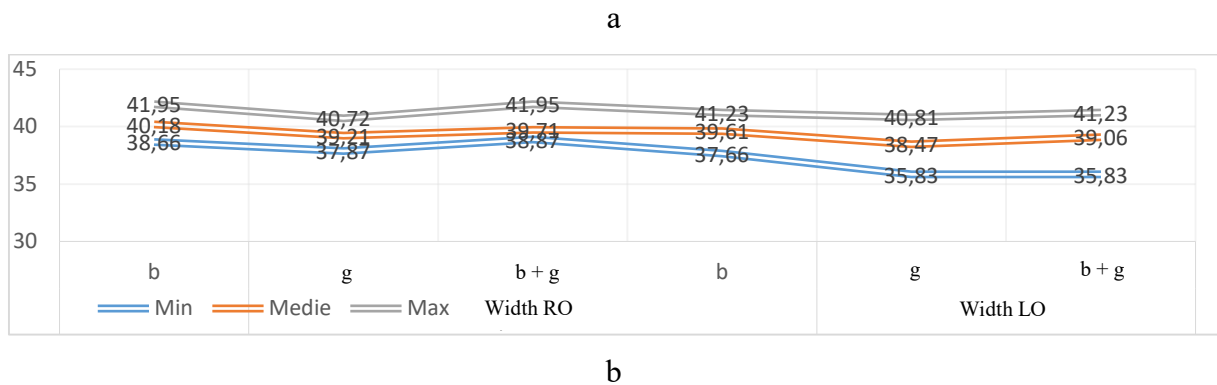 a
45
41,95 40,72 41,95 41,23 40,81 41,23
40
40,18 39,21 39,71 39,61 38,47 39,06
38,66 37,87 38,87 37,66 35,83 35,83
35
30
b g b + g b g b + g
Min Medie Max Width RO Width LO
b